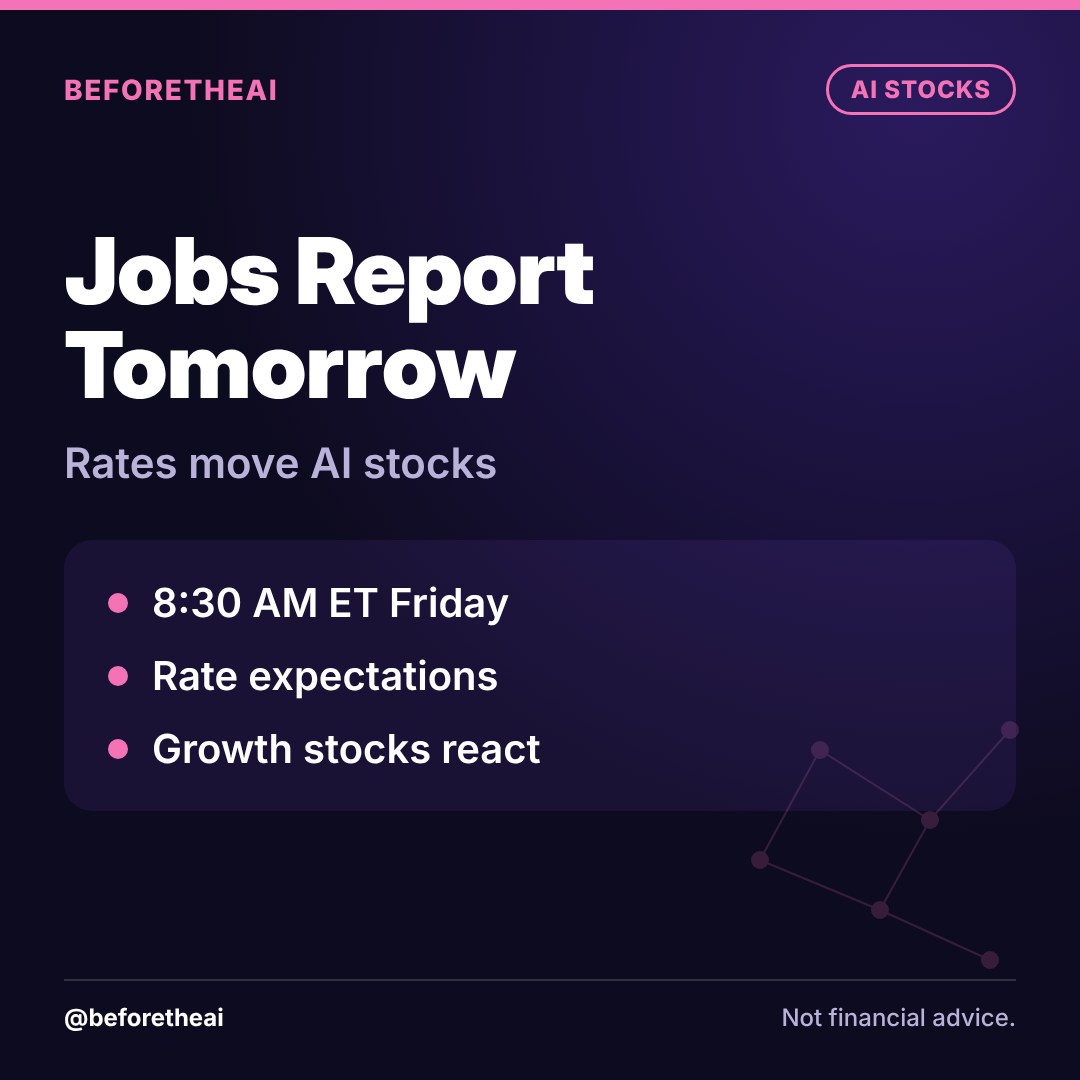 BEFORETHEAI
AI STOCKS
Jobs Report
Tomorrow
Rates move AI stocks
8:30 AM ET Friday
Rate expectations
Growth stocks react
@beforetheai
Not financial advice.